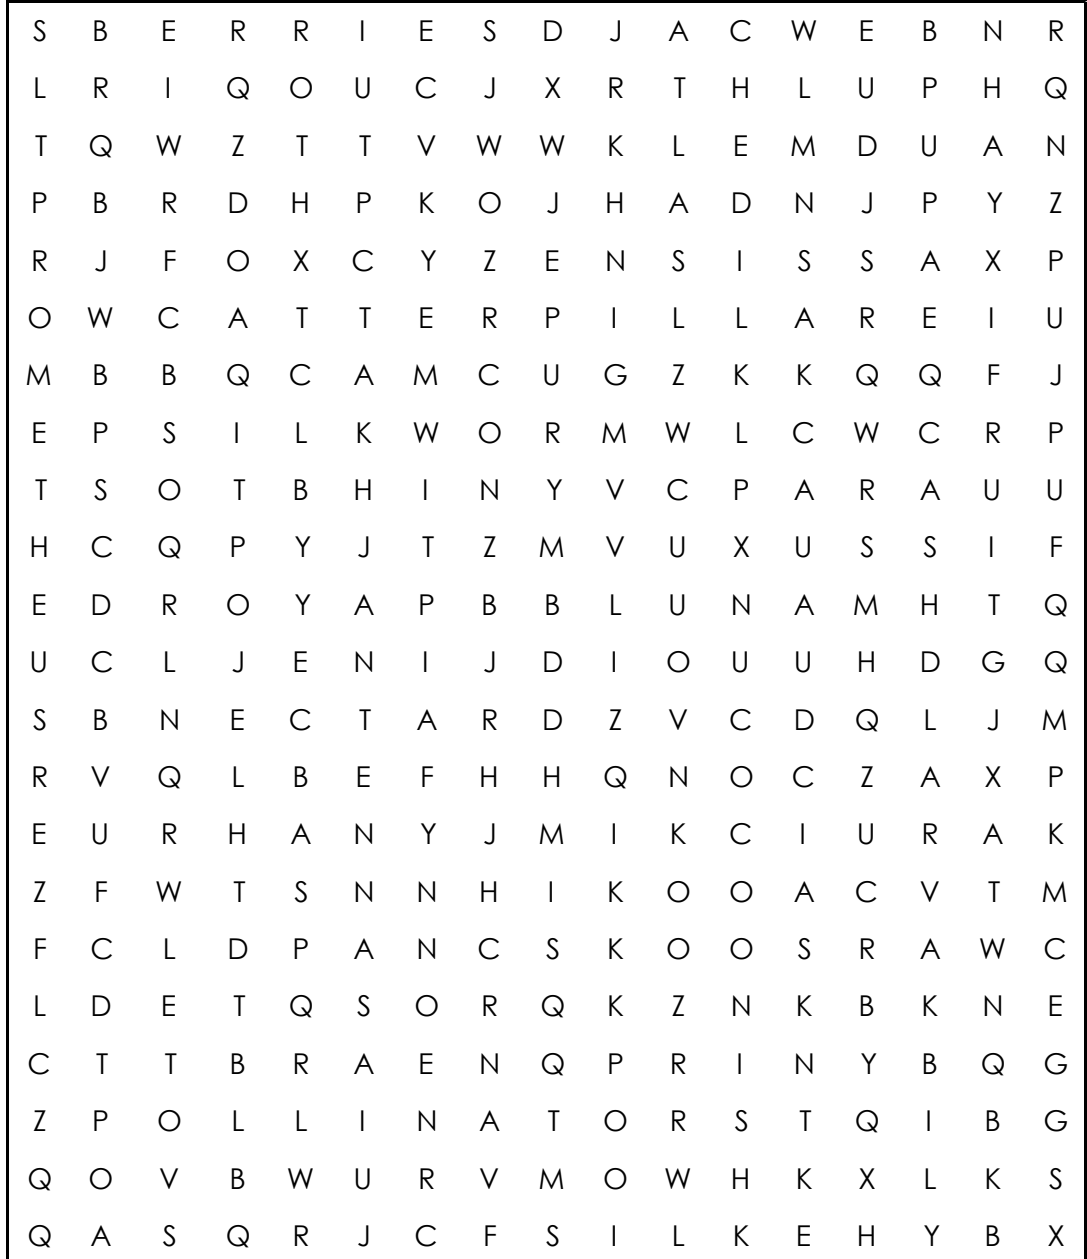 S B E R R I E S D J A C W E B N R
L R I Q O U C J X R T H L U P H Q
T Q W Z T T V W W K L E M D U A N
P B R D H P K O J H A D N J P Y Z
R J F O X C Y Z E N S I S S A X P
O W C A T T E R P I L L A R E I U
M B B Q C A M C U G Z K K Q Q F J
E P S I L K W O R M W L C W C R P
T S O T B H I N Y V C P A R A U U
H C Q P Y J T Z M V U X U S S I F
E D R O Y A P B B L U N A M H T Q
U C L J E N I J D I O U U H D G Q
S B N E C T A R D Z V C D Q L J M
R V Q L B E F H H Q N O C Z A X P
E U R H A N Y J M I K C I U R A K
Z F W T S N N H I K O O A C V T M
F C L D P A N C S K O O S R A W C
L D E T Q S O R Q K Z N K B K N E
C T T B R A E N Q P R I N Y B Q G
Z P O L L I N A T O R S T Q I B G
Q O V B W U R V M O W H K X L K S
Q A S Q R J C F S I L K E H Y B X